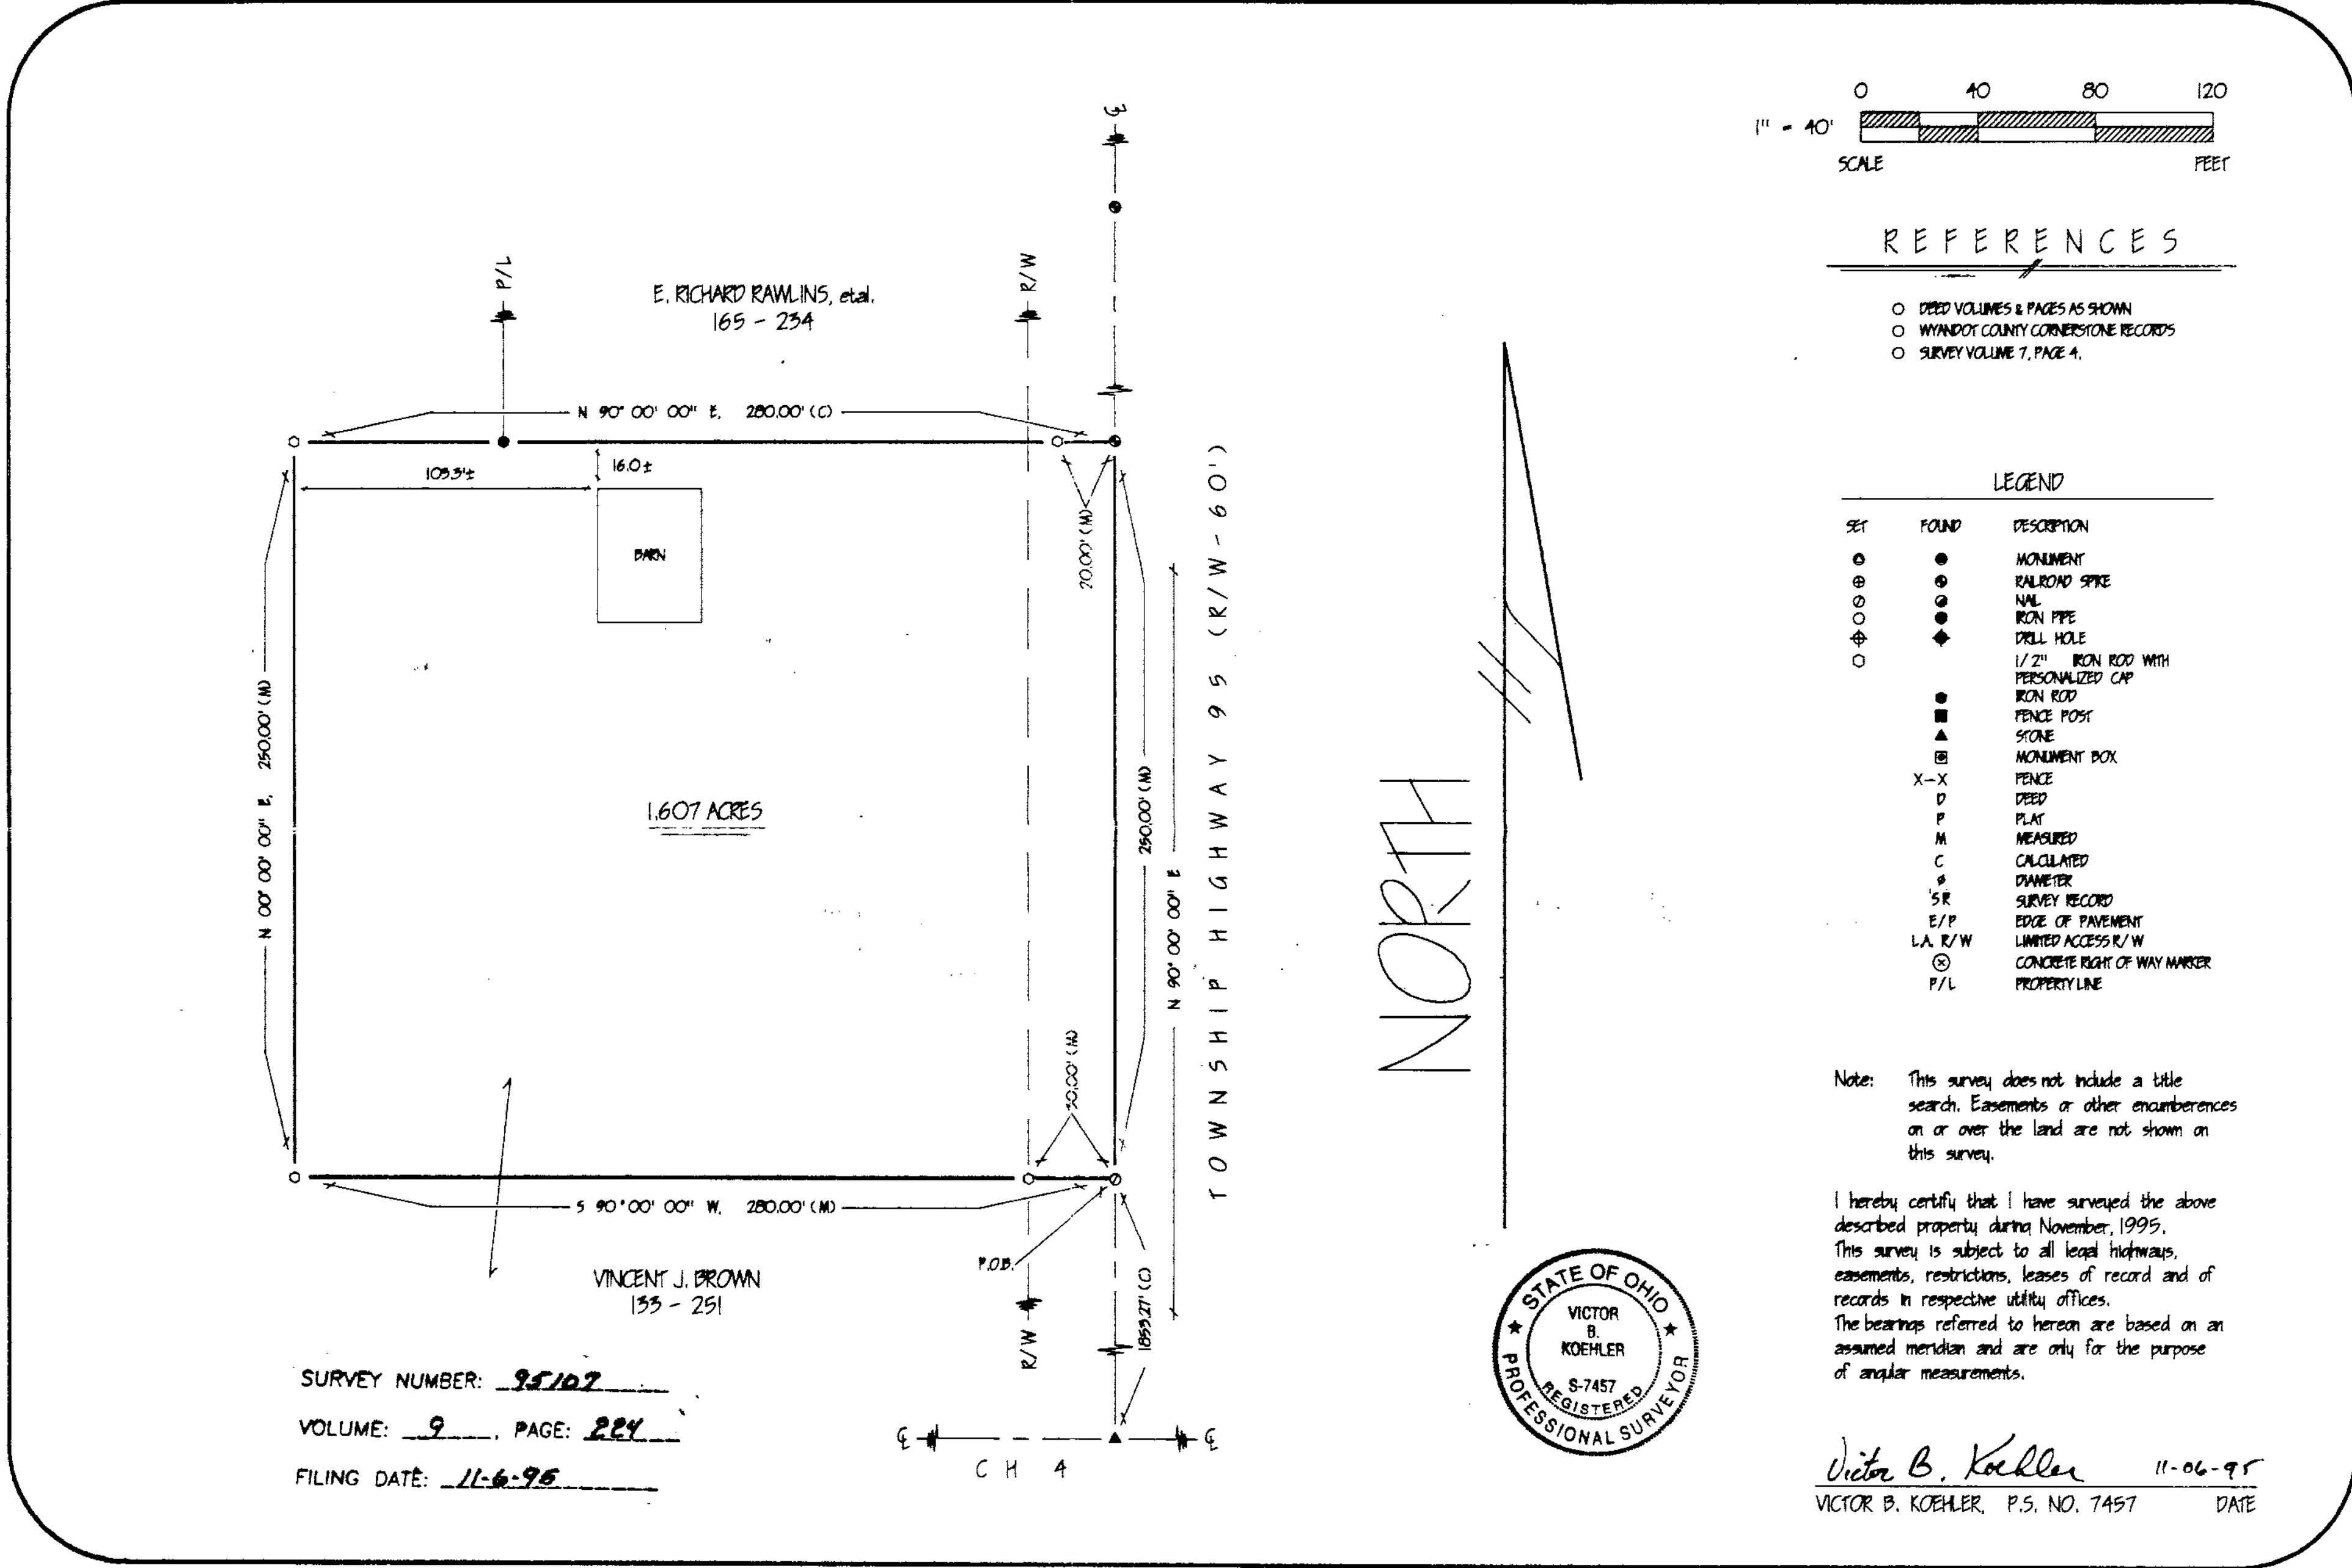 0 40 80 120
1" - 40'
SCALE FEET
REFERENCES
DEED VOLUMES & PAGES AS SHOWN
WYANDOT COUNTY CORNERSTONE RECORDS
SURVEY VOLUME 7, PAGE 4.
LEGEND
SET FOUND DESCRIPTION
MONUMENT
RAILROAD SPIKE
NAIL
IRON PIPE
DRILL HOLE
1/2" IRON ROD WITH
PERSONALIZED CAP
IRON ROD
FENCE POST
STONE
MONUMENT BOX
X-X FENCE
D DEED
P PLAT
M MEASURED
C CALCULATED
ø DIAMETER
SR SURVEY RECORD
E/P EDGE OF PAVEMENT
L.A. R/W LIMITED ACCESS R/W
CONCRETE RIGHT OF WAY MARKER
P/L PROPERTY LINE
Note: This survey does not include a title
search. Easements or other encumberences
on or over the land are not shown on
this survey.
I hereby certify that I have surveyed the above
described property during November, 1995.
This survey is subject to all legal highways,
easements, restrictions, leases of record and of
records in respective utility offices.
The bearings referred to hereon are based on an
assumed meridian and are only for the purpose
of angular measurements.
Victor B. Koehler 11-06-95
VICTOR B. KOEHLER, P.S. NO. 7457 DATE
STATE OF OHIO
VICTOR
B.
KOEHLER
S-7457
REGISTERED
PROFESSIONAL SURVEYOR
NORTH
℄
P/L
R/W
E. RICHARD RAWLINS, etal.
165 - 234
N 90° 00' 00" E, 280.00' (C)
103.3'±
16.0±
BARN
20.00' (M)
N 00° 00' 00" E, 250.00' (M)
1.607 ACRES
250.00' (M)
N 90° 00' 00" E
TOWNSHIP HIGHWAY 95 (R/W-60')
30.00' (M)
S 90°00' 00" W, 280.00' (M)
P.O.B.
VINCENT J. BROWN
133 - 251
R/W
1853.27' (C)
℄ ℄
CH 4
SURVEY NUMBER: 95107
VOLUME: 9, PAGE: 224
FILING DATE: 11-6-95